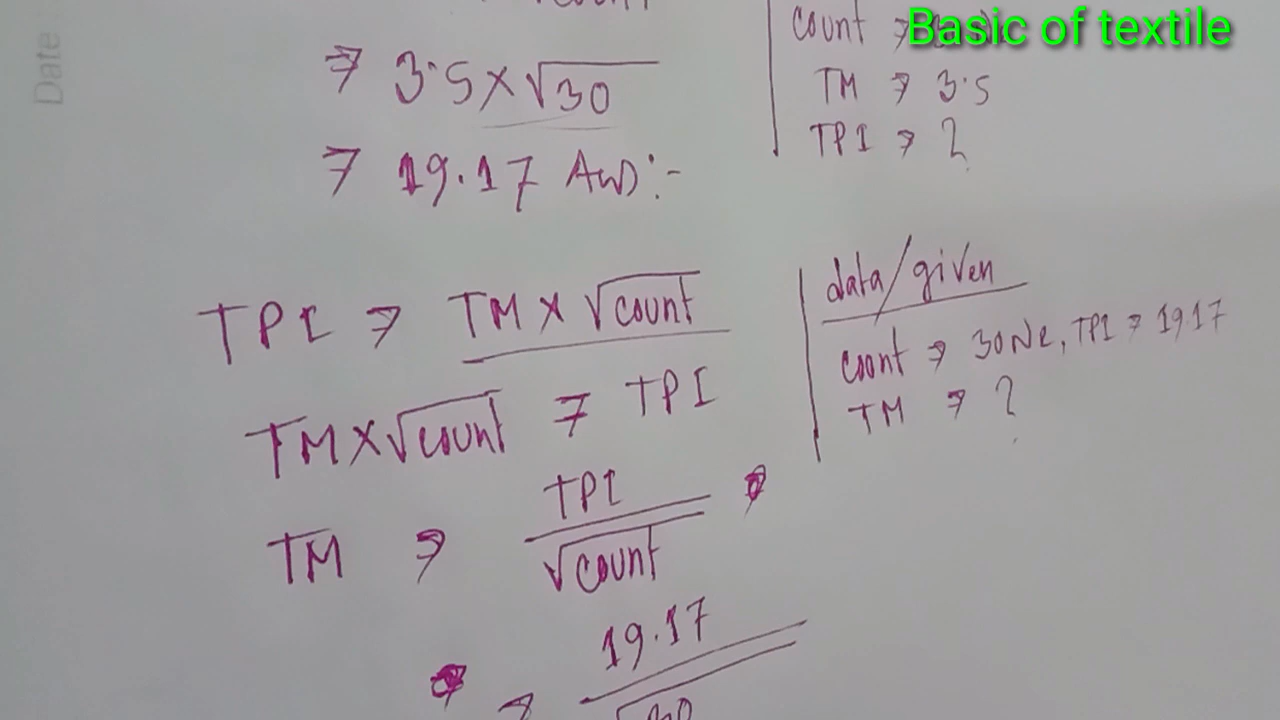 Date
Basic of textile
count ⇒
⇒ 3.5 × √30
TM ⇒ 3.5
TPI ⇒ ?
⇒ 19.17 Ans:-
data/given
TPI ⇒ TM × √count
count ⇒ 30Ne, TPI ⇒ 19.17
TM ⇒ ?
TM × √count ⇒ TPI
TM ⇒ TPI
√count
⇒ 19.17
√30